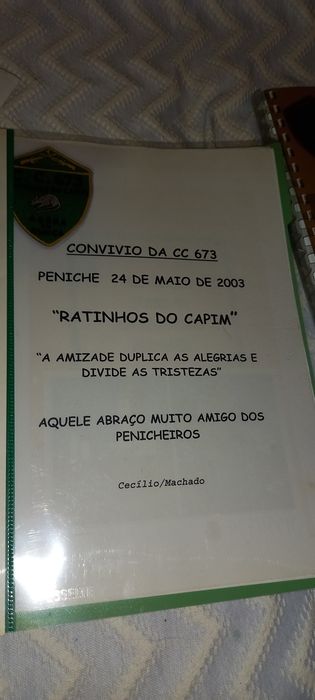 CONVIVIO DA CC 673
PENICHE 24 DE MAIO DE 2003
"RATINHOS DO CAPIM"
"A AMIZADE DUPLICA AS ALEGRIAS E
DIVIDE AS TRISTEZAS"
AQUELE ABRAÇO MUITO AMIGO DOS
PENICHEIROS
Cecílio/Machado